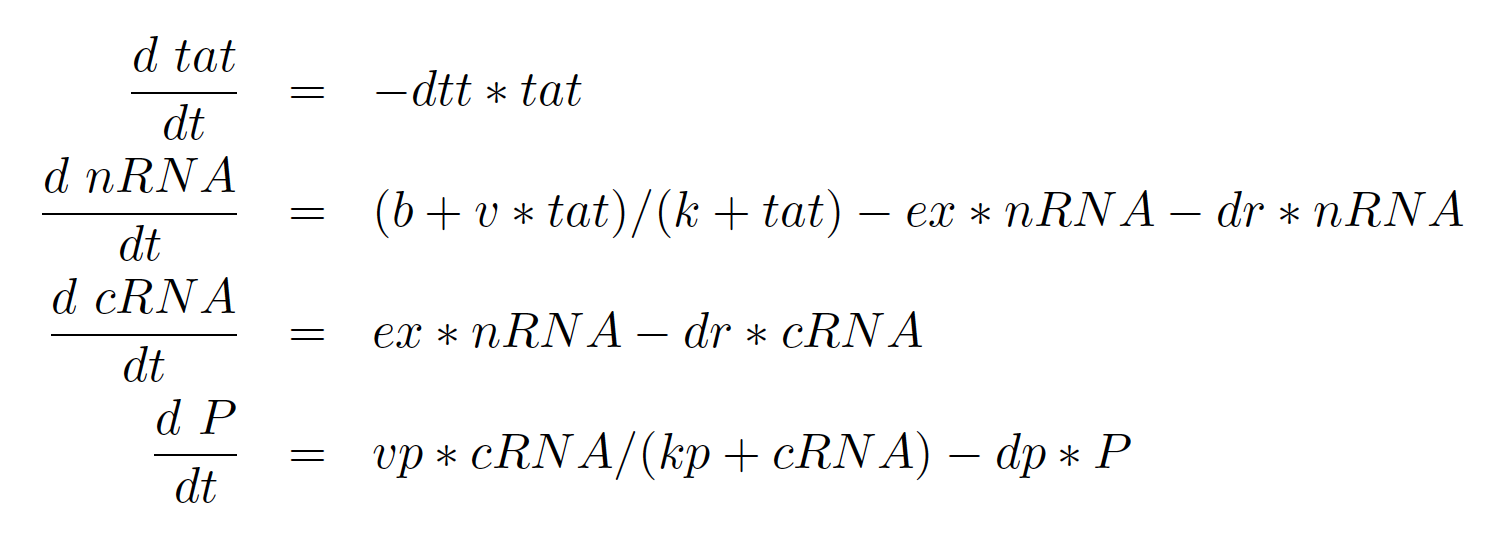 d tat / dt = −dtt ∗ tat
d nRNA / dt = (b + v ∗ tat)/(k + tat) − ex ∗ nRNA − dr ∗ nRNA
d cRNA / dt = ex ∗ nRNA − dr ∗ cRNA
d P / dt = vp ∗ cRNA/(kp + cRNA) − dp ∗ P